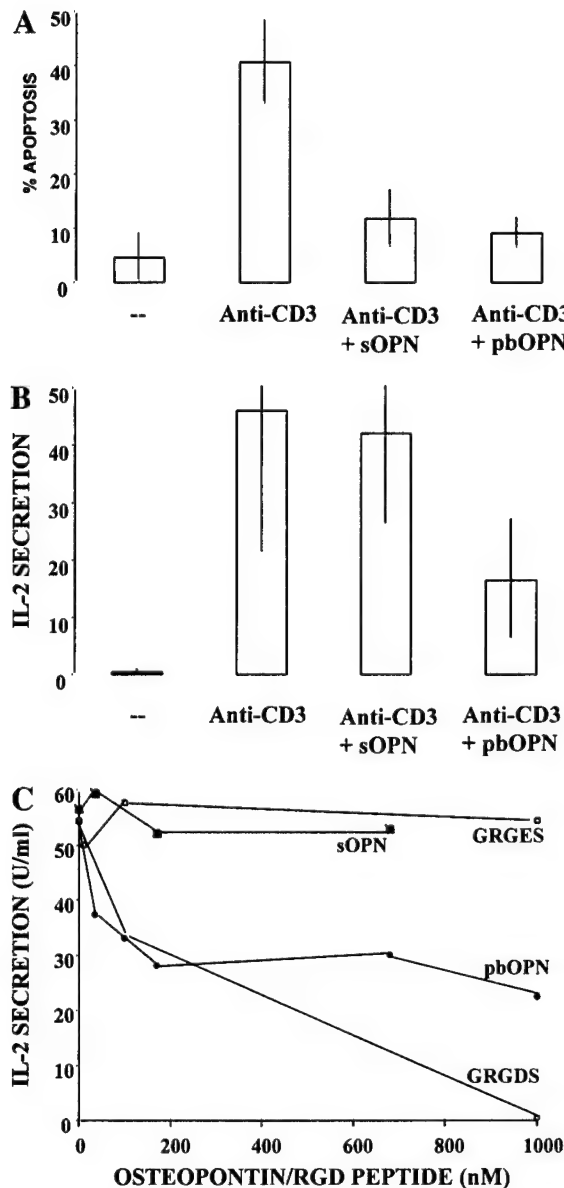 A
50
40
30
20
10
0
% APOPTOSIS
--
Anti-CD3
Anti-CD3
+ sOPN
Anti-CD3
+ pbOPN
B
50
40
30
20
10
0
IL-2 SECRETION
--
Anti-CD3
Anti-CD3
+ sOPN
Anti-CD3
+ pbOPN
C
60
50
40
30
20
10
0
IL-2 SECRETION (U/ml)
sOPN
GRGES
pbOPN
GRGDS
0 200 400 600 800 1000
OSTEOPONTIN/RGD PEPTIDE (nM)